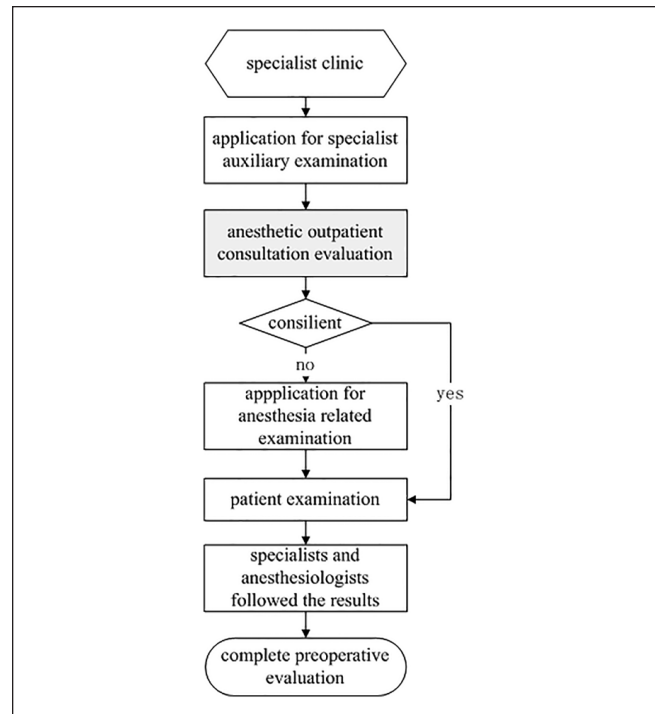 specialist clinic
application for specialist
auxiliary examination
anesthetic outpatient
consultation evaluation
consilient
no
yes
appplication for
anesthesia related
examination
patient examination
specialists and
anesthesiologists
followed the results
complete preoperative
evaluation